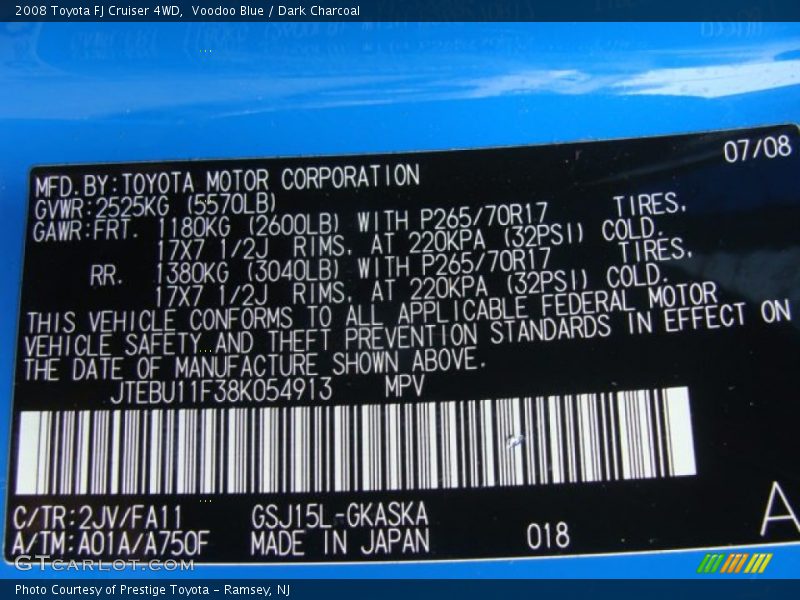 2008 Toyota FJ Cruiser 4WD,  Voodoo Blue / Dark Charcoal
07/08
MFD.BY:TOYOTA MOTOR CORPORATION
GVWR:2525KG (5570LB)
GAWR:FRT. 1180KG (2600LB) WITH P265/70R17 TIRES,
17X7 1/2J RIMS, AT 220KPA (32PSI) COLD.
RR. 1380KG (3040LB) WITH P265/70R17 TIRES,
17X7 1/2J RIMS, AT 220KPA (32PSI) COLD.
THIS VEHICLE CONFORMS TO ALL APPLICABLE FEDERAL MOTOR
VEHICLE SAFETY AND THEFT PREVENTION STANDARDS IN EFFECT ON
THE DATE OF MANUFACTURE SHOWN ABOVE.
JTEBU11F38K054913 MPV
C/TR:2JV/FA11 GSJ15L-GKASKA
A/TM:A01A/A750F MADE IN JAPAN 018 A
GTcarlot.com
Photo Courtesy of Prestige Toyota - Ramsey, NJ